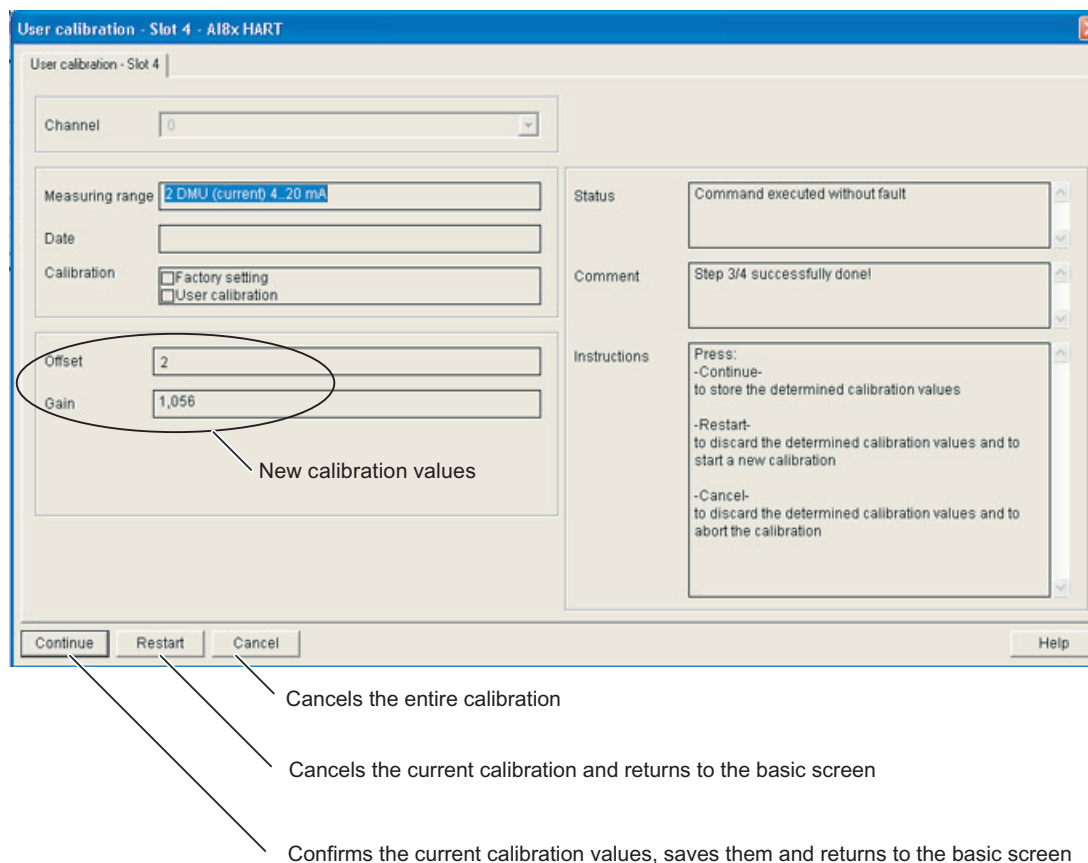 User calibration - Slot 4 - AI8x HART
User calibration - Slot 4
Channel
0
Measuring range
2 DMU (current) 4..20 mA
Date
Calibration
Factory setting
User calibration
Offset
2
Gain
1,056
New calibration values
Status
Command executed without fault
Comment
Step 3/4 successfully done!
Instructions
Press:
-Continue-
to store the determined calibration values
-Restart-
to discard the determined calibration values and to
start a new calibration
-Cancel-
to discard the determined calibration values and to
abort the calibration
Continue
Restart
Cancel
Help
Cancels the entire calibration
Cancels the current calibration and returns to the basic screen
Confirms the current calibration values, saves them and returns to the basic screen